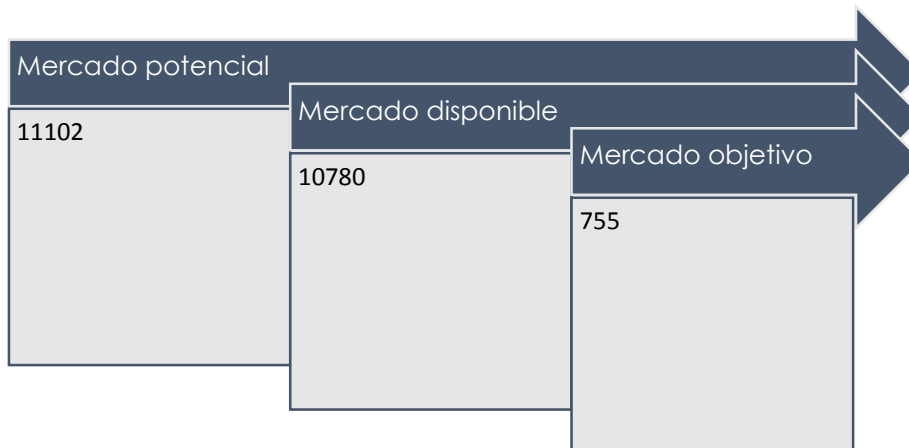 Mercado potencial
11102
Mercado disponible
10780
Mercado objetivo
755